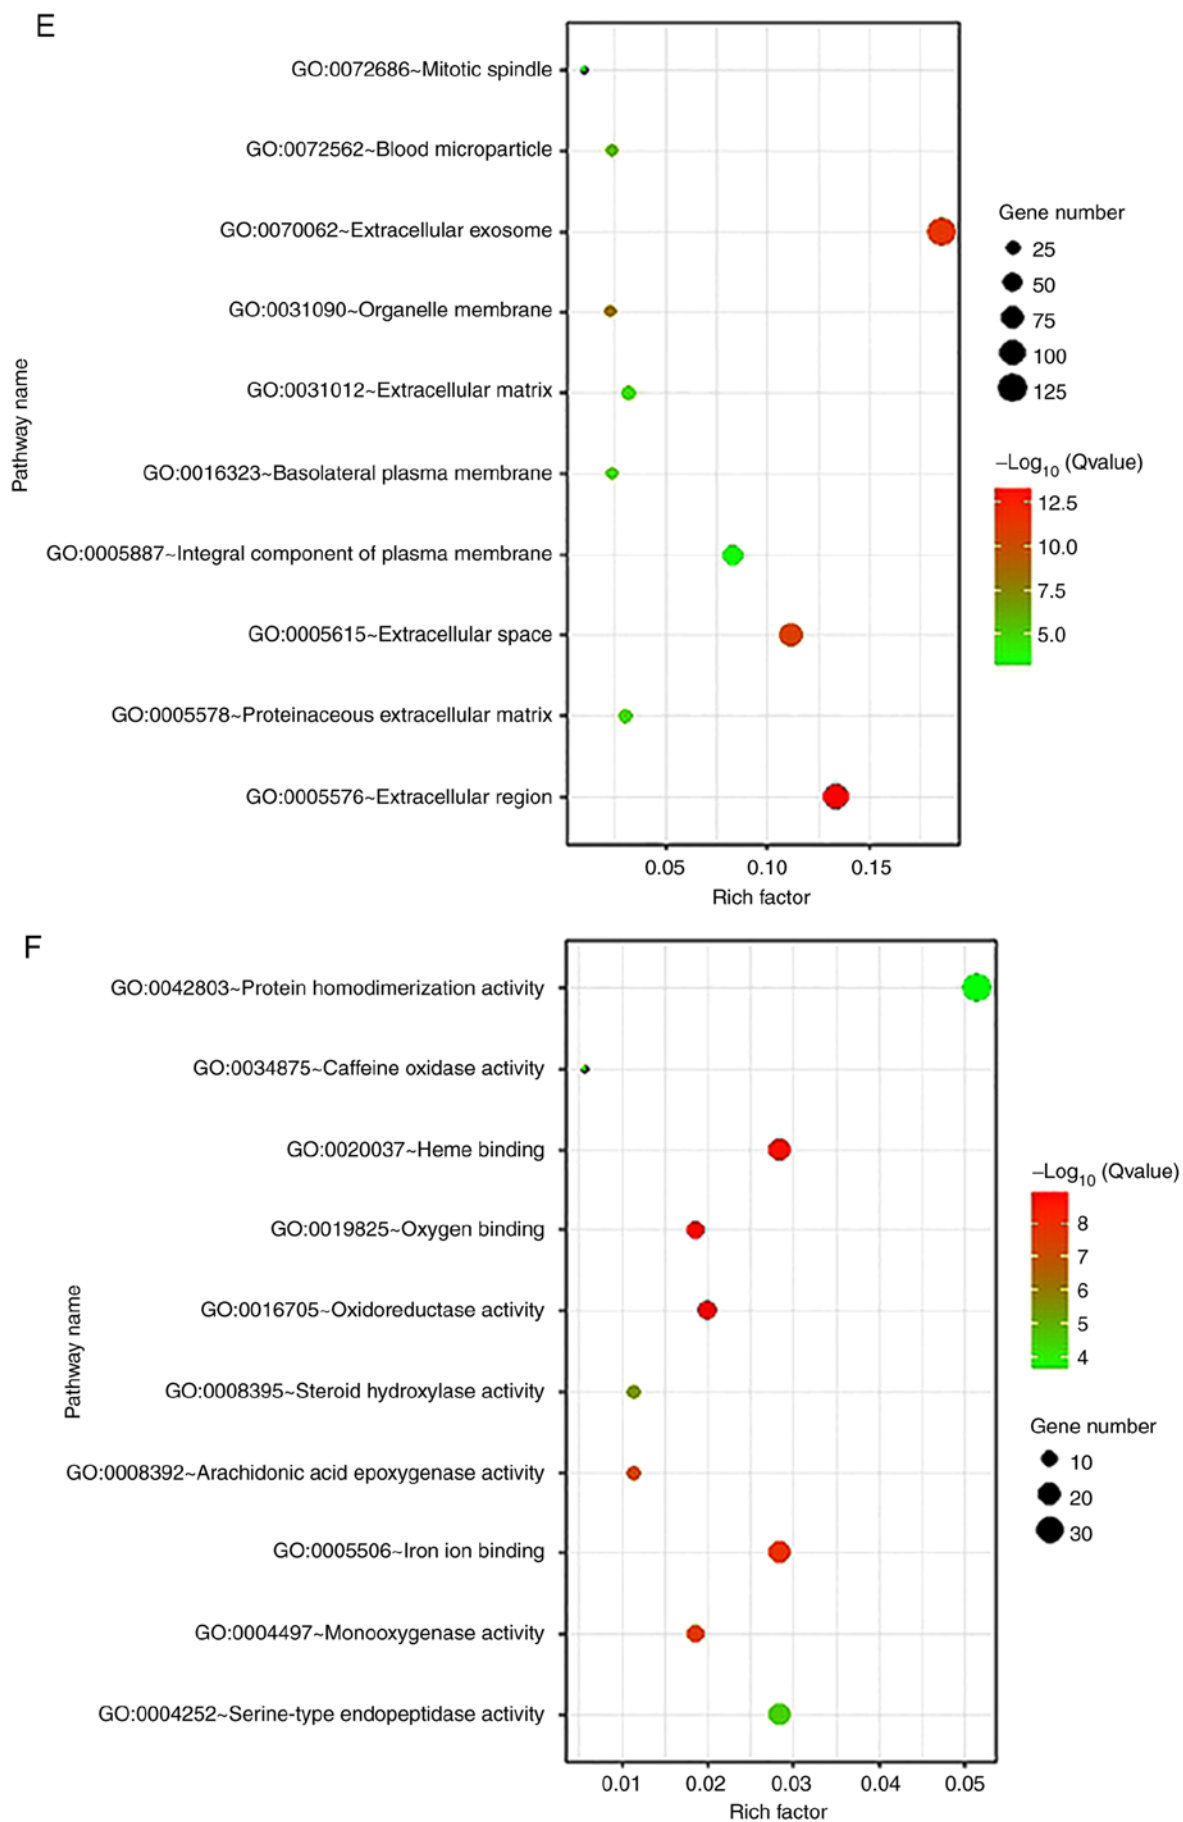 E
GO:0072686~Mitotic spindle
GO:0072562~Blood microparticle
GO:0070062~Extracellular exosome
GO:0031090~Organelle membrane
GO:0031012~Extracellular matrix
GO:0016323~Basolateral plasma membrane
GO:0005887~Integral component of plasma membrane
GO:0005615~Extracellular space
GO:0005578~Proteinaceous extracellular matrix
GO:0005576~Extracellular region
Pathway name
0.05 0.10 0.15
Rich factor
Gene number
25
50
75
100
125
−Log10 (Qvalue)
12.5
10.0
7.5
5.0
F
GO:0042803~Protein homodimerization activity
GO:0034875~Caffeine oxidase activity
GO:0020037~Heme binding
GO:0019825~Oxygen binding
GO:0016705~Oxidoreductase activity
GO:0008395~Steroid hydroxylase activity
GO:0008392~Arachidonic acid epoxygenase activity
GO:0005506~Iron ion binding
GO:0004497~Monooxygenase activity
GO:0004252~Serine-type endopeptidase activity
Pathway name
0.01 0.02 0.03 0.04 0.05
Rich factor
−Log10 (Qvalue)
8
7
6
5
4
Gene number
10
20
30